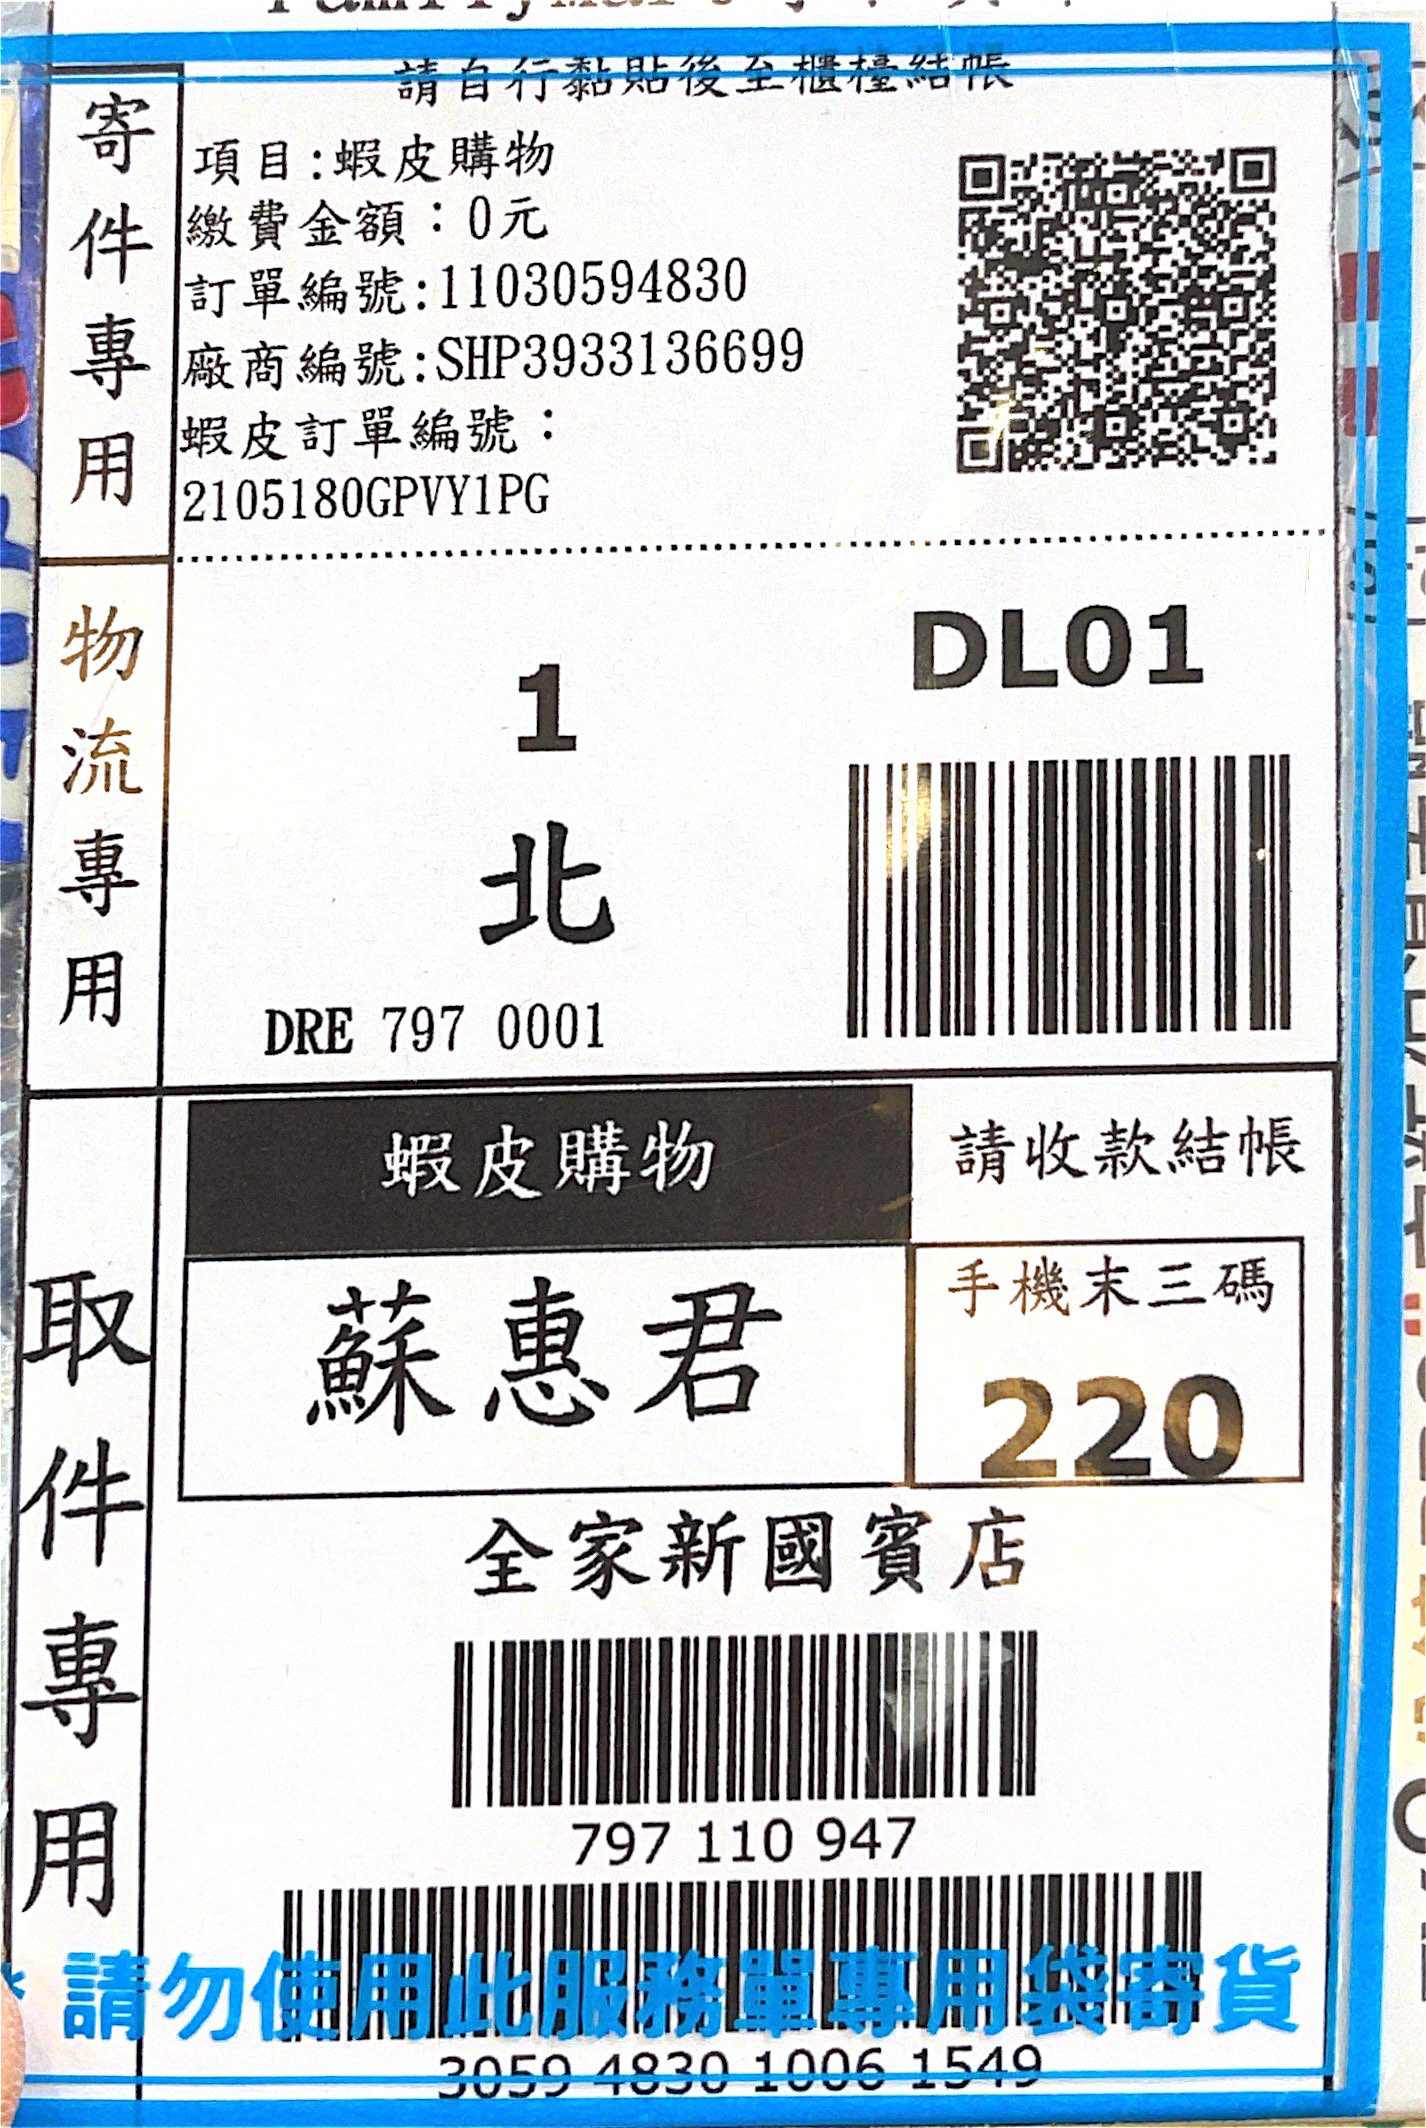 請自行黏貼後至櫃檯結帳
寄件專用
項目:蝦皮購物
繳費金額：0元
訂單編號:11030594830
廠商編號:SHP3933136699
蝦皮訂單編號：
2105180GPVY1PG
物流專用
1
北
DRE 797 0001
DL01
取件專用
蝦皮購物
請收款結帳
蘇惠君
手機末三碼
220
全家新國賓店
797 110 947
請勿使用此服務單專用袋寄貨
3059 4830 1006 1549